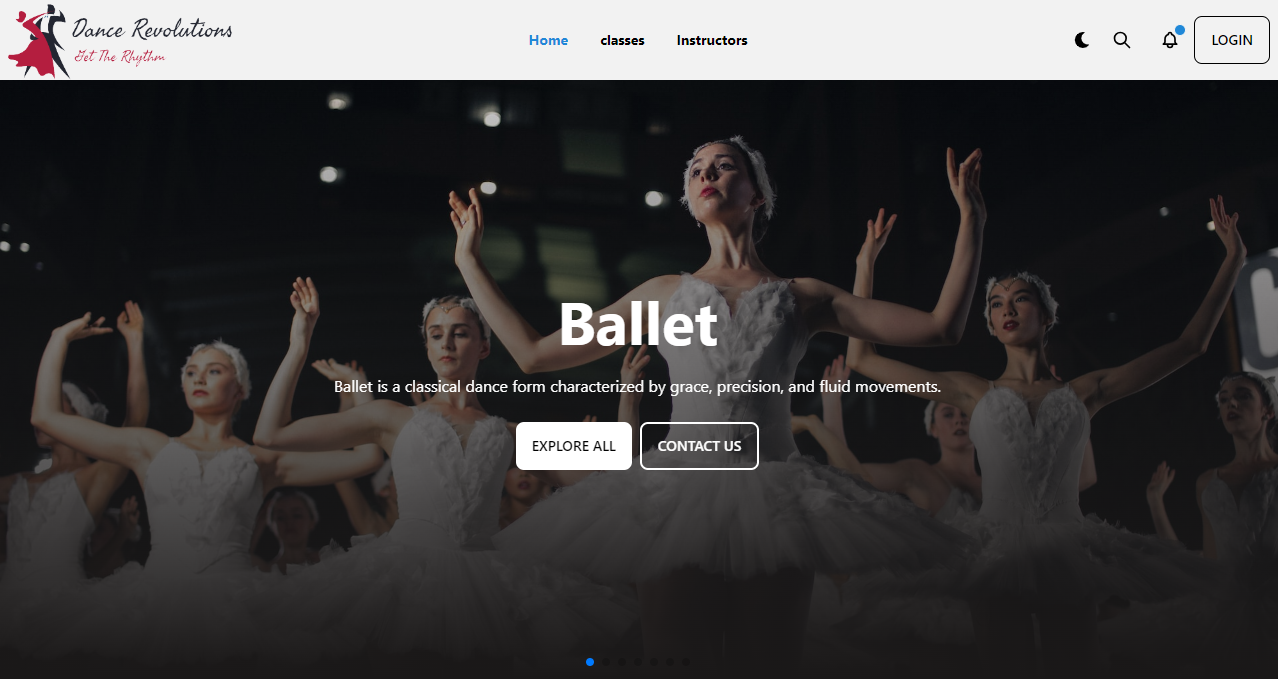 Dance Revolutions
Get The Rhythm
Home classes Instructors
LOGIN
Ballet
Ballet is a classical dance form characterized by grace, precision, and fluid movements.
EXPLORE ALL CONTACT US